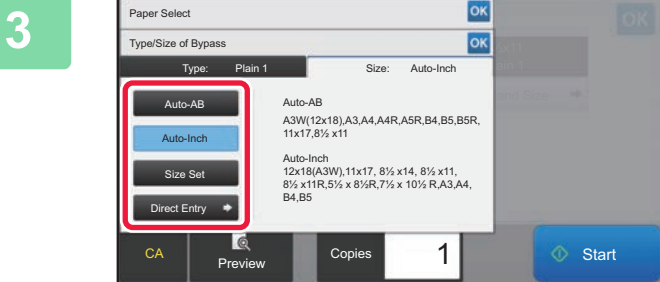 3
Paper Select
OK
Type/Size of Bypass
OK
Type: Plain 1
Size: Auto-Inch
Auto-AB
Auto-Inch
Size Set
Direct Entry
Auto-AB
A3W(12x18),A3,A4,A4R,A5R,B4,B5,B5R,
11x17,8½ x11
Auto-Inch
12x18(A3W),11x17, 8½ x14, 8½ x11,
8½ x11R,5½ x 8½R,7½ x 10½ R,A3,A4,
B4,B5
CA
Preview
Copies
1
Start
OK